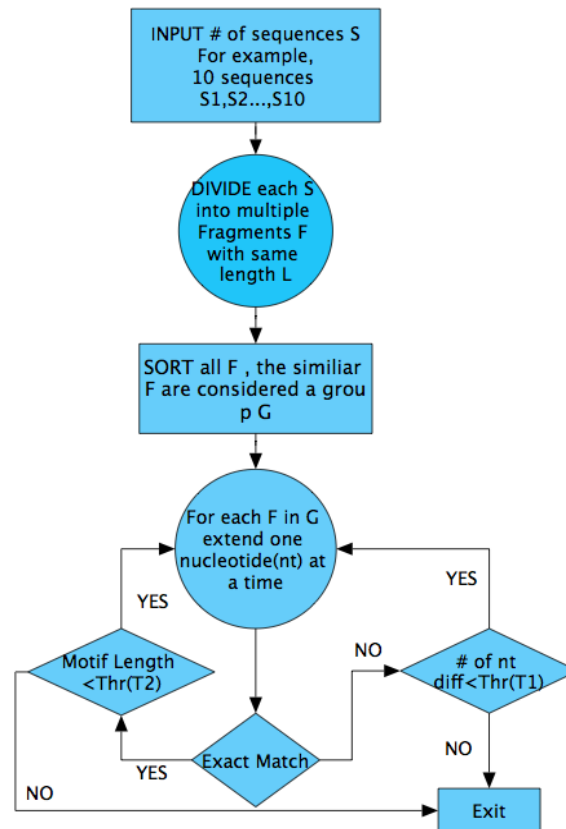 INPUT # of sequences S
For example,
10 sequences
S1,S2...,S10
DIVIDE each S
into multiple
Fragments F
with same
length L
SORT all F , the similiar
F are considered a grou
p G
For each F in G
extend one
nucleotide(nt) at
a time
YES
YES
Motif Length
<Thr(T2)
NO
# of nt
diff<Thr(T1)
Exact Match
YES
NO
NO
Exit